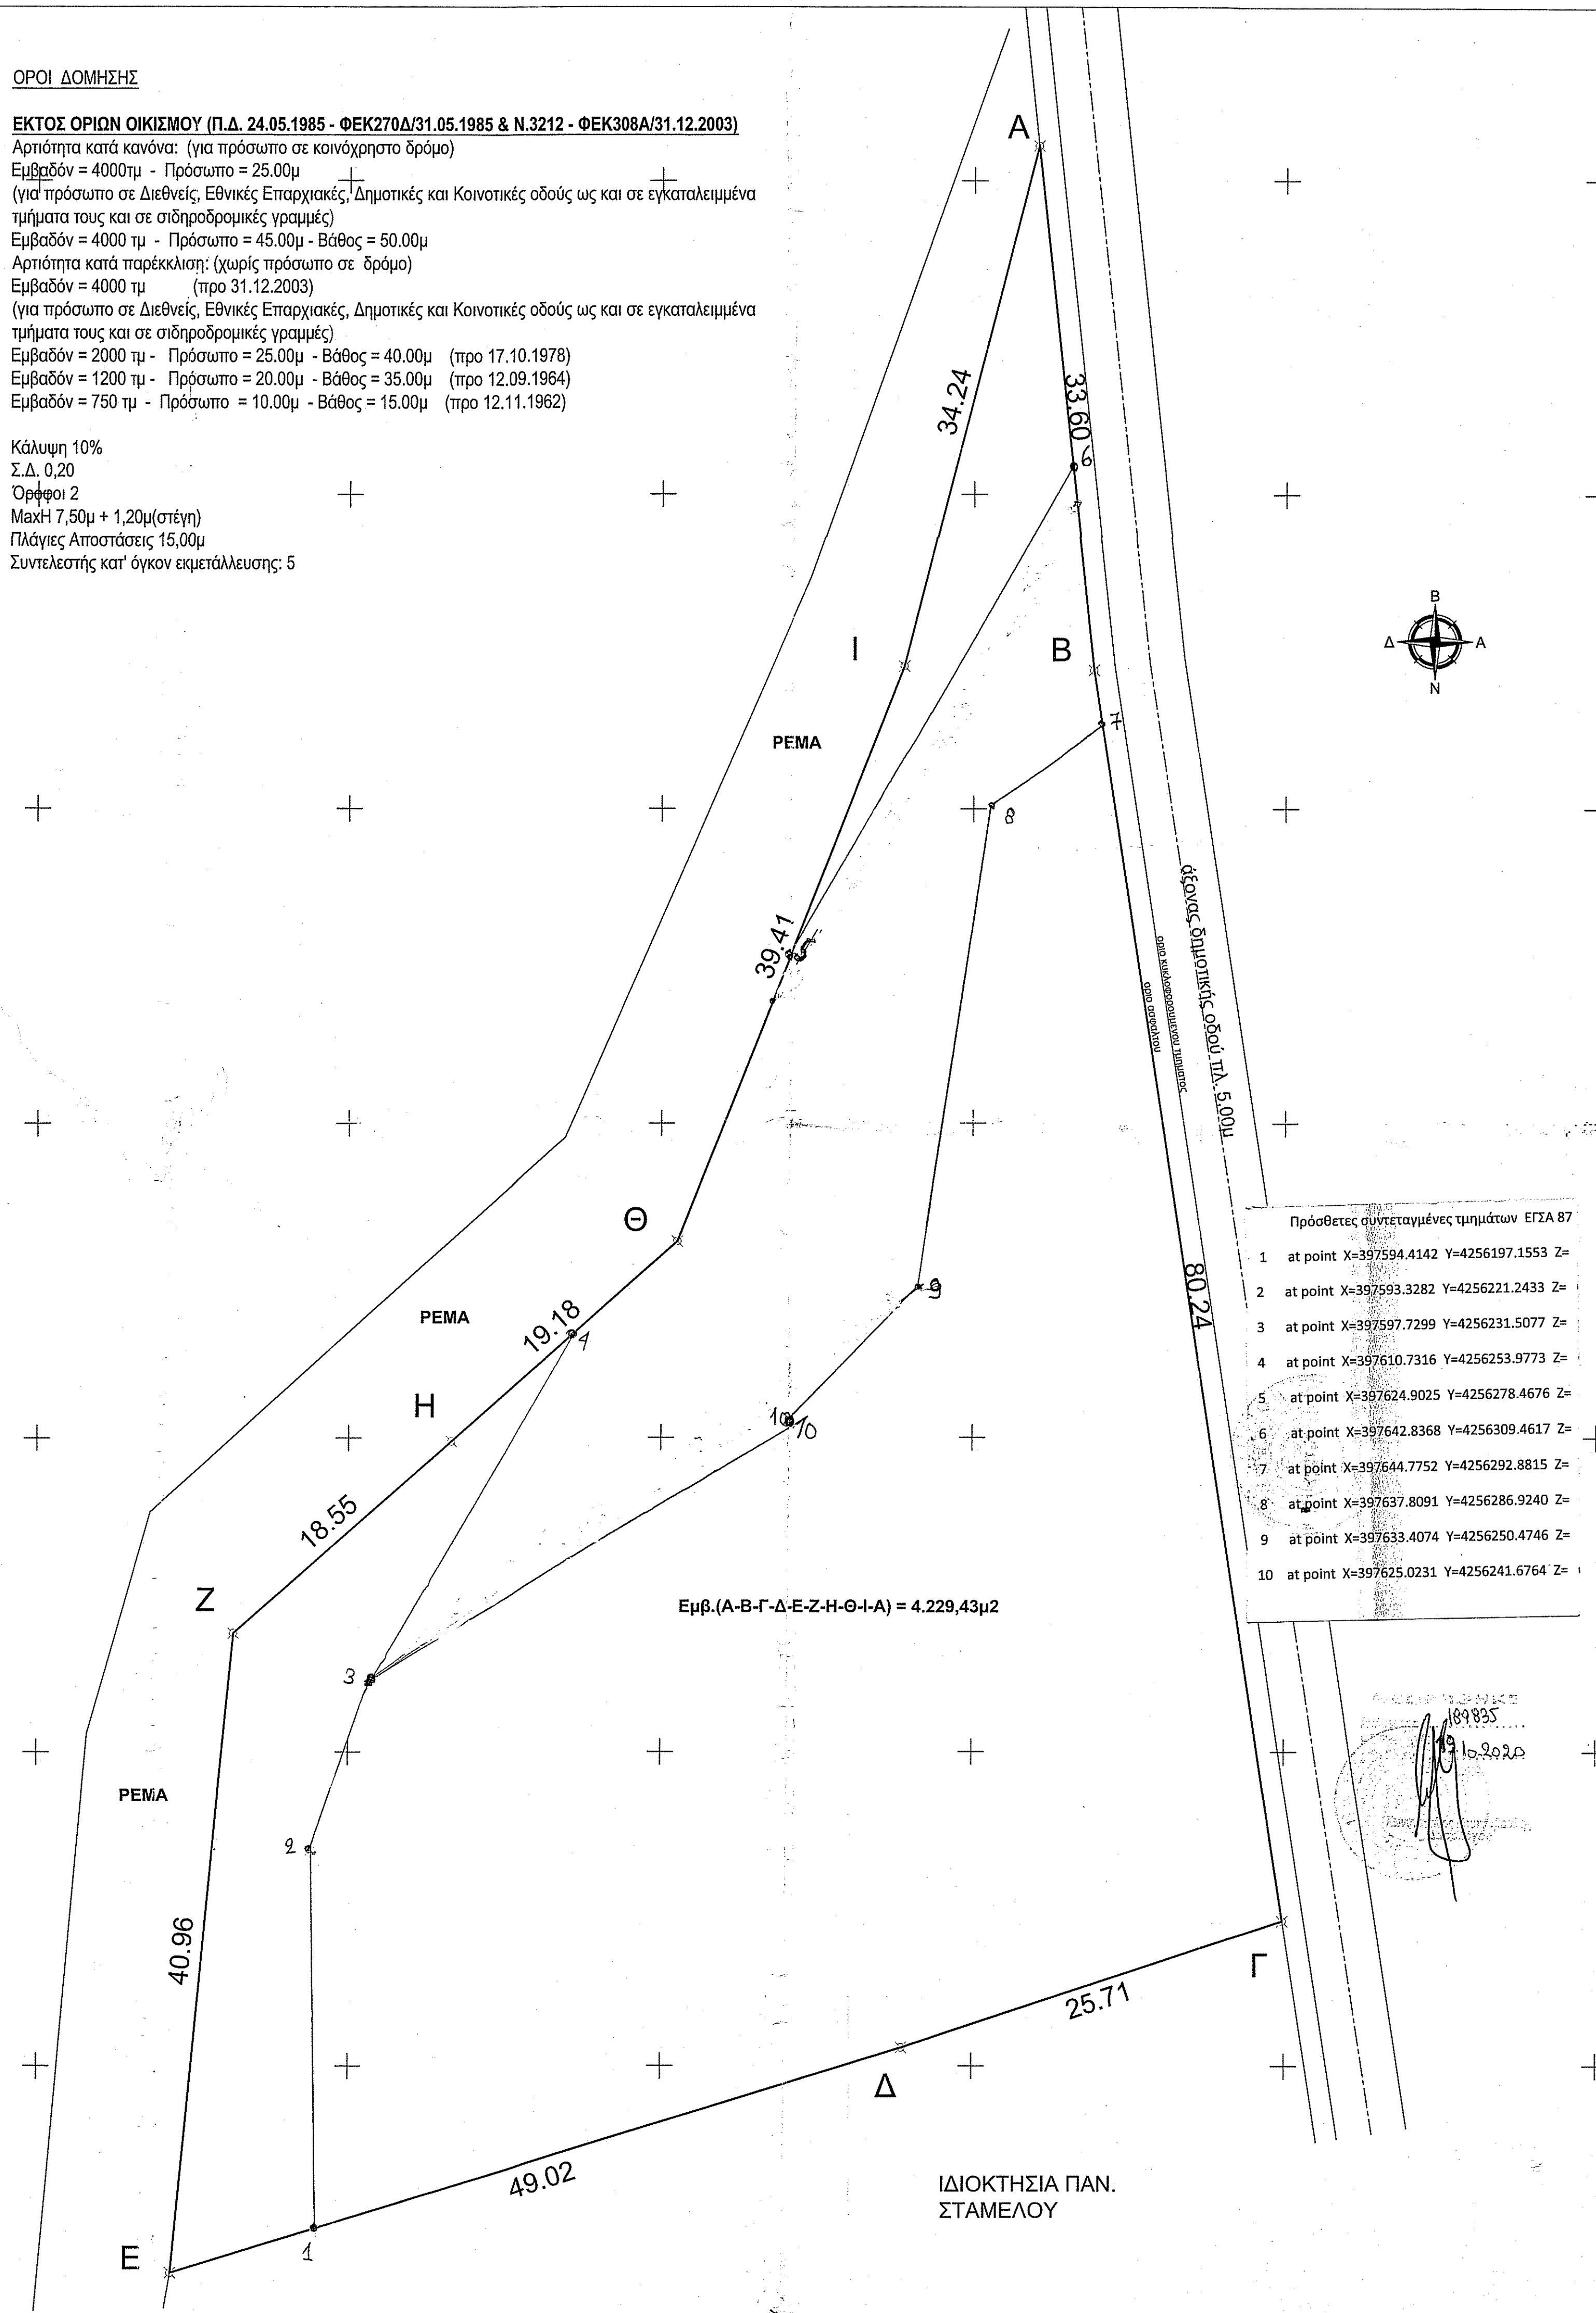 ΟΡΟΙ ΔΟΜΗΣΗΣ
ΕΚΤΟΣ ΟΡΙΩΝ ΟΙΚΙΣΜΟΥ (Π.Δ. 24.05.1985 - ΦΕΚ270Δ/31.05.1985 & Ν.3212 - ΦΕΚ308Α/31.12.2003)
Αρτιότητα κατά κανόνα: (για πρόσωπο σε κοινόχρηστο δρόμο)
Εμβαδόν = 4000τμ - Πρόσωπο = 25.00μ
(για πρόσωπο σε Διεθνείς, Εθνικές Επαρχιακές, Δημοτικές και Κοινοτικές οδούς ως και σε εγκαταλειμμένα
τμήματα τους και σε σιδηροδρομικές γραμμές)
Εμβαδόν = 4000 τμ - Πρόσωπο = 45.00μ - Βάθος = 50.00μ
Αρτιότητα κατά παρέκκλιση: (χωρίς πρόσωπο σε δρόμο)
Εμβαδόν = 4000 τμ (προ 31.12.2003)
(για πρόσωπο σε Διεθνείς, Εθνικές Επαρχιακές, Δημοτικές και Κοινοτικές οδούς ως και σε εγκαταλειμμένα
τμήματα τους και σε σιδηροδρομικές γραμμές)
Εμβαδόν = 2000 τμ - Πρόσωπο = 25.00μ - Βάθος = 40.00μ (προ 17.10.1978)
Εμβαδόν = 1200 τμ - Πρόσωπο = 20.00μ - Βάθος = 35.00μ (προ 12.09.1964)
Εμβαδόν = 750 τμ - Πρόσωπο = 10.00μ - Βάθος = 15.00μ (προ 12.11.1962)
Κάλυψη 10%
Σ.Δ. 0,20
Όροφοι 2
MaxH 7,50μ + 1,20μ(στέγη)
Πλάγιες Αποστάσεις 15,00μ
Συντελεστής κατ' όγκον εκμετάλλευσης: 5
Α
34.24
33.60
6
Β
Δ Α
Ν
Ι
Β
7
ΡΕΜΑ
8
39.41
5
άξονας δημοτικής οδού πλ. 5,00μ
οριο κυκλοφορουμενου τμηματος
οριο ασφαλτου
Θ
80.24
9
ΡΕΜΑ
19.18
4
Η
10
10
18.55
Ζ
Πρόσθετες συντεταγμένες τμημάτων ΕΓΣΑ 87
1 at point X=397594.4142 Y=4256197.1553 Z=
2 at point X=397593.3282 Y=4256221.2433 Z=
3 at point X=397597.7299 Y=4256231.5077 Z=
4 at point X=397610.7316 Y=4256253.9773 Z=
5 at point X=397624.9025 Y=4256278.4676 Z=
6 at point X=397642.8368 Y=4256309.4617 Z=
7 at point X=397644.7752 Y=4256292.8815 Z=
8 at point X=397637.8091 Y=4256286.9240 Z=
9 at point X=397633.4074 Y=4256250.4746 Z=
10 at point X=397625.0231 Y=4256241.6764 Z=
Εμβ.(Α-Β-Γ-Δ-Ε-Ζ-Η-Θ-Ι-Α) = 4.229,43μ2
3
189835
19.10.2020
ΡΕΜΑ
2
40.96
Γ
25.71
Δ
49.02
ΙΔΙΟΚΤΗΣΙΑ ΠΑΝ.
ΣΤΑΜΕΛΟΥ
1
Ε